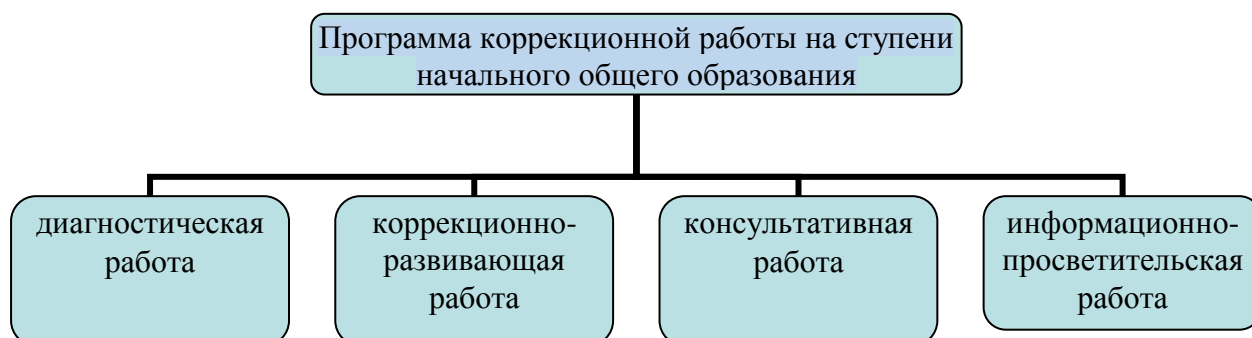 Программа коррекционной работы на ступени
начального общего образования
диагностическая
работа
коррекционно-
развивающая
работа
консультативная
работа
информационно-
просветительская
работа